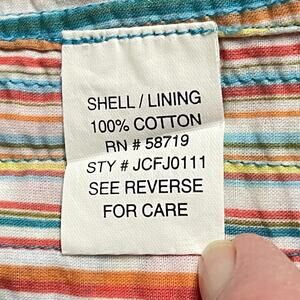 SHELL / LINING
100% COTTON
RN # 58719
STY # JCFJ0111
SEE REVERSE
FOR CARE